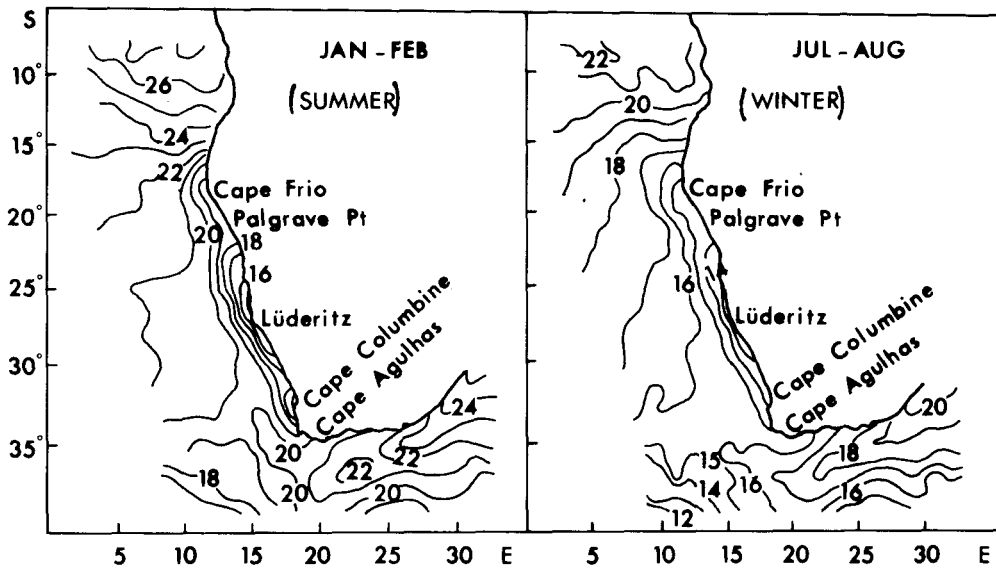 S
JAN - FEB
(SUMMER)
10°
15°
20°
25°
30°
35°
26
24
22
Cape Frio
Palgrave Pt
20
18
16
Lüderitz
Cape Columbine
Cape Agulhas
24
20
22
22
18
20
20
5 10 15 20 25 30 E
JUL - AUG
(WINTER)
22
20
18
Cape Frio
Palgrave Pt
16
Lüderitz
Cape Columbine
Cape Agulhas
20
15
18
14
16
16
12
5 10 15 20 25 30 E